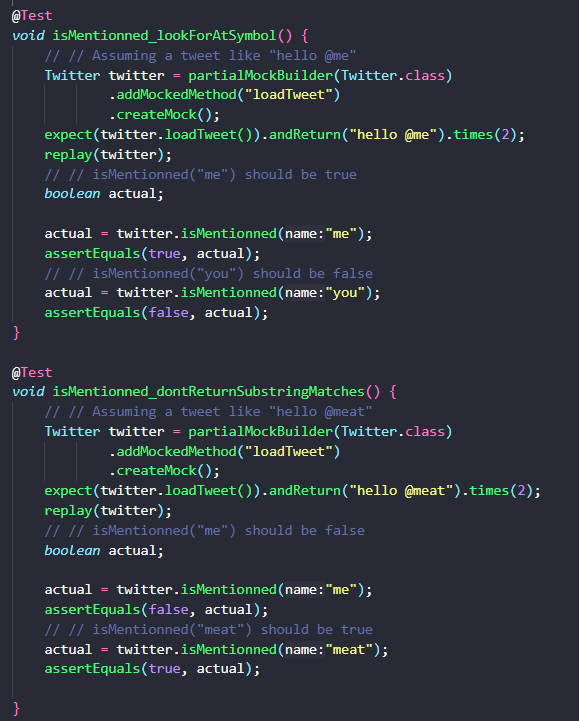 @Test
void isMentionned_lookForAtSymbol() {
    // // Assuming a tweet like "hello @me"
    Twitter twitter = partialMockBuilder(Twitter.class)
            .addMockedMethod("loadTweet")
            .createMock();
    expect(twitter.loadTweet()).andReturn("hello @me").times(2);
    replay(twitter);
    // // isMentionned("me") should be true
    boolean actual;

    actual = twitter.isMentionned(name:"me");
    assertEquals(true, actual);
    // // isMentionned("you") should be false
    actual = twitter.isMentionned(name:"you");
    assertEquals(false, actual);
}

@Test
void isMentionned_dontReturnSubstringMatches() {
    // // Assuming a tweet like "hello @meat"
    Twitter twitter = partialMockBuilder(Twitter.class)
            .addMockedMethod("loadTweet")
            .createMock();
    expect(twitter.loadTweet()).andReturn("hello @meat").times(2);
    replay(twitter);
    // // isMentionned("me") should be false
    boolean actual;

    actual = twitter.isMentionned(name:"me");
    assertEquals(false, actual);
    // // isMentionned("meat") should be true
    actual = twitter.isMentionned(name:"meat");
    assertEquals(true, actual);

}